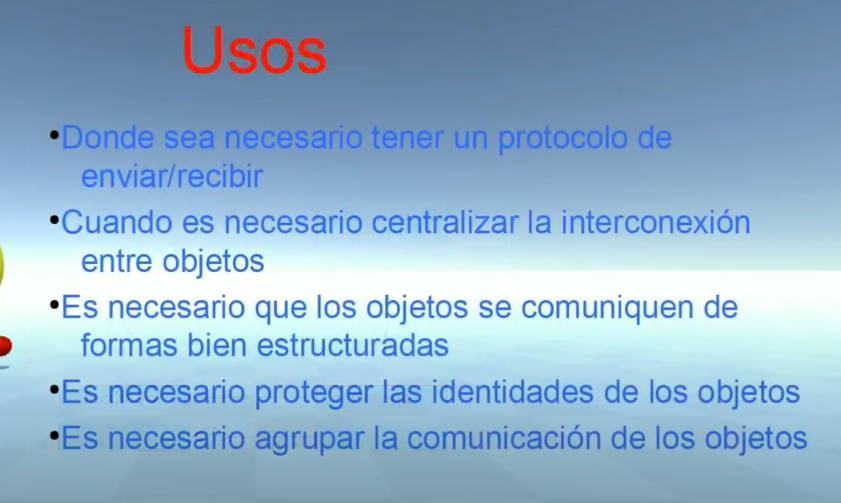 Usos
•Donde sea necesario tener un protocolo de
enviar/recibir
•Cuando es necesario centralizar la interconexión
entre objetos
•Es necesario que los objetos se comuniquen de
formas bien estructuradas
•Es necesario proteger las identidades de los objetos
•Es necesario agrupar la comunicación de los objetos